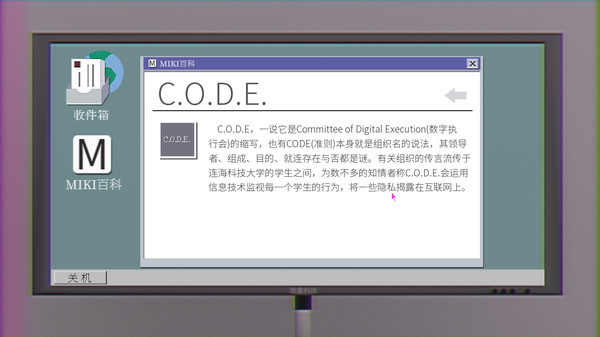 MIKI百科
C.O.D.E.
收件箱
C.O.D.E.
C.O.D.E，一说它是Committee of Digital Execution(数字执
行会)的缩写，也有CODE(准则)本身就是组织名的说法，其领导
者、组成、目的、就连存在与否都是谜。有关组织的传言流传于
连海科技大学的学生之间，为数不多的知情者称C.O.D.E.会运用
信息技术监视每一个学生的行为，将一些隐私揭露在互联网上。
M
MIKI百科
关机